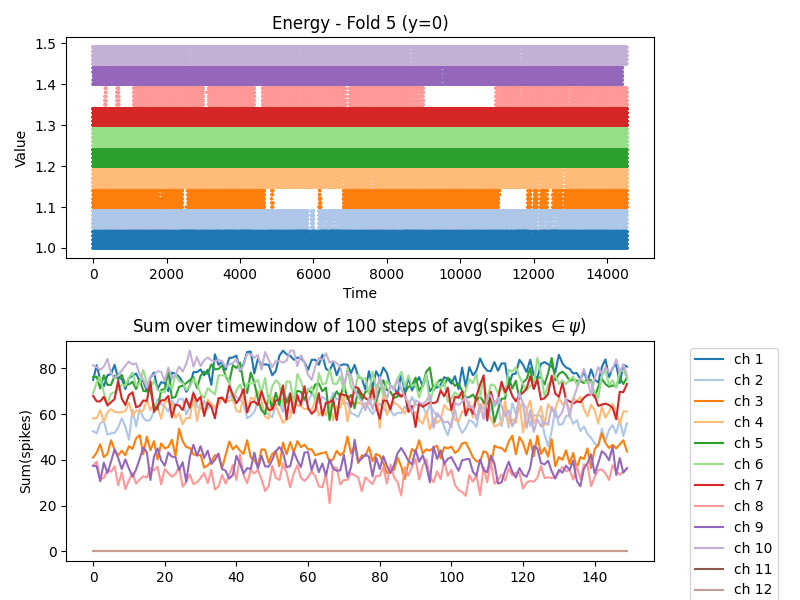 Energy - Fold 5 (y=0)
Value
1.5
1.4
1.3
1.2
1.1
1.0
0 2000 4000 6000 8000 10000 12000 14000
Time
Sum over timewindow of 100 steps of avg(spikes ∈ ψ)
Sum(spikes)
80
60
40
20
0
0 20 40 60 80 100 120 140
ch 1
ch 2
ch 3
ch 4
ch 5
ch 6
ch 7
ch 8
ch 9
ch 10
ch 11
ch 12